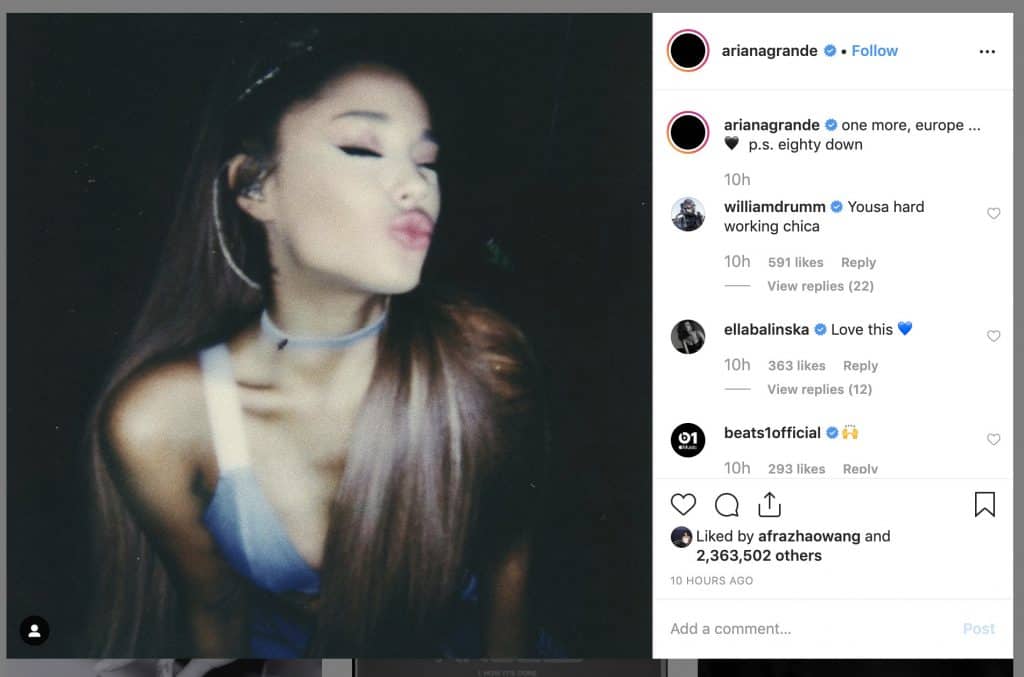 arianagrande • Follow
arianagrande one more, europe ...
🖤 p.s. eighty down
10h
williamdrumm Yousa hard
working chica
10h 591 likes Reply
View replies (22)
ellabalinska Love this 💙
10h 363 likes Reply
View replies (12)
beats1official 🙌
10h 293 likes Reply
Liked by afrazhaowang and
2,363,502 others
10 HOURS AGO
Add a comment... Post